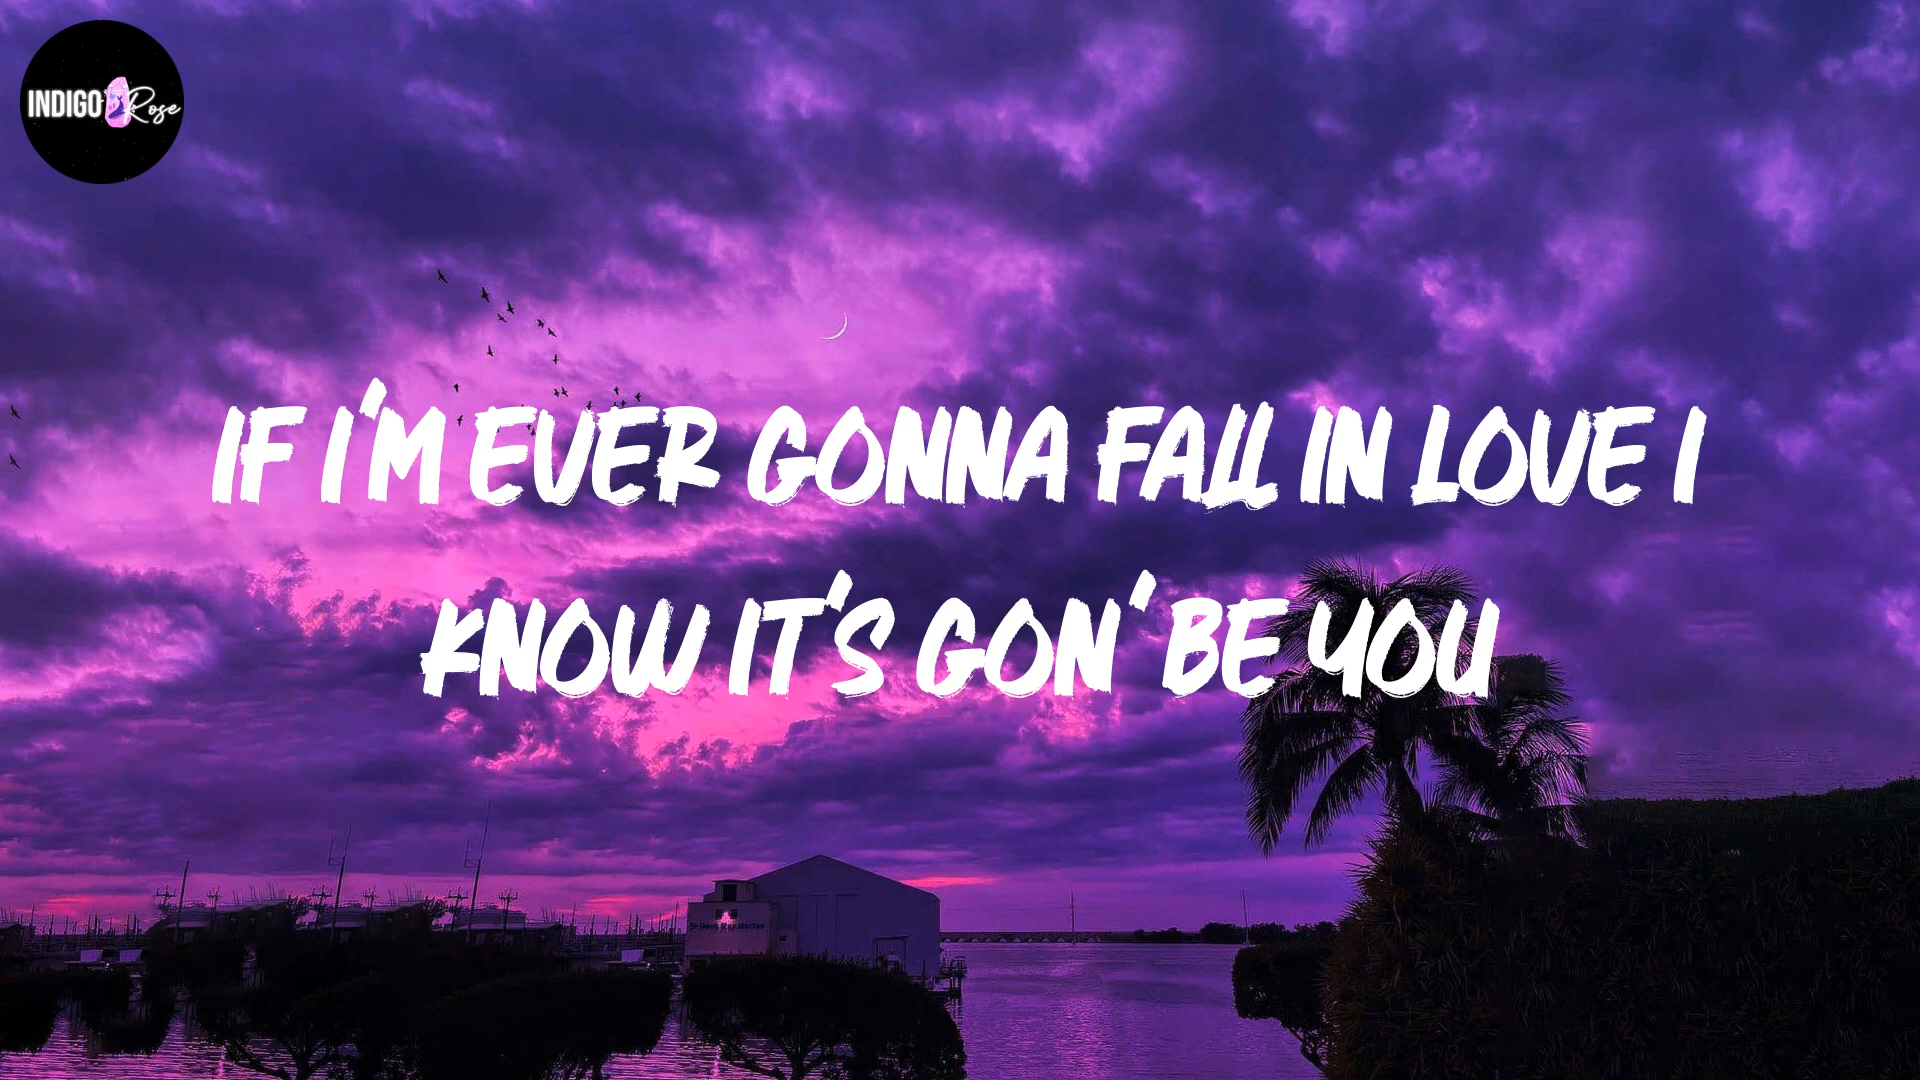 INDIGO Rose
IF I'M EVER GONNA FALL IN LOVE I
KNOW IT'S GON' BE YOU